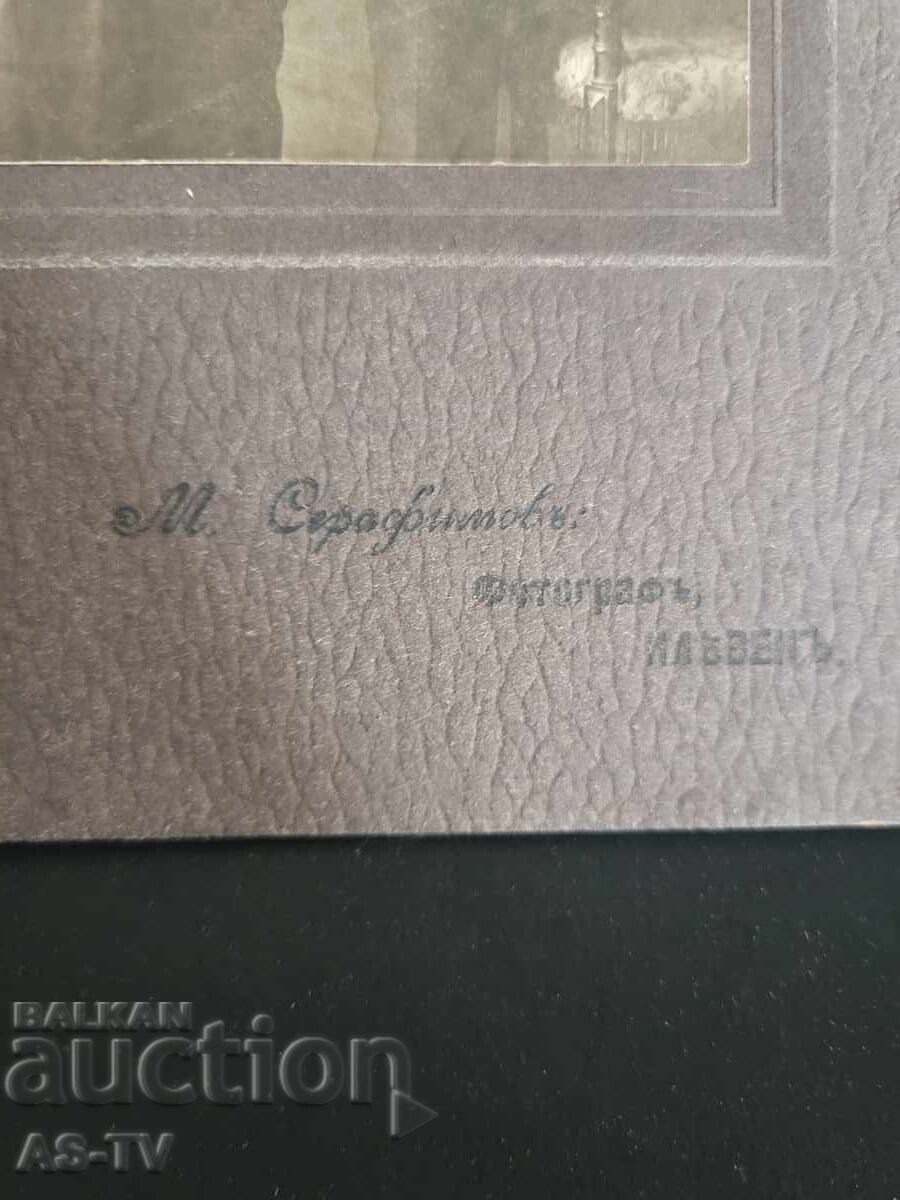 М. Серафимовъ:
Фотографъ,
ПЛѢВЕНЪ.
BALKAN
auction
AS-TV